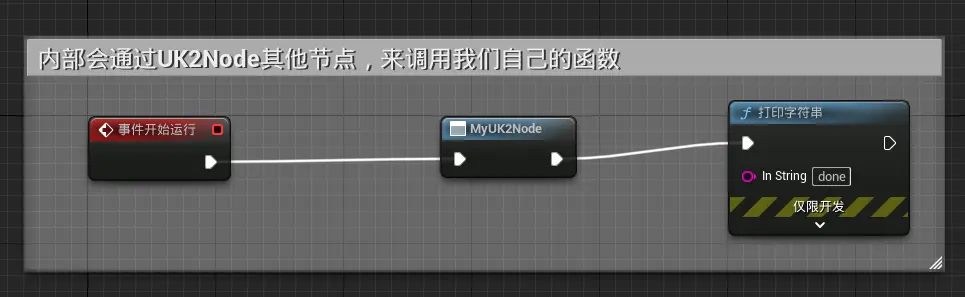 内部会通过UK2Node其他节点，来调用我们自己的函数
事件开始运行
MyUK2Node
打印字符串
In String done
仅限开发